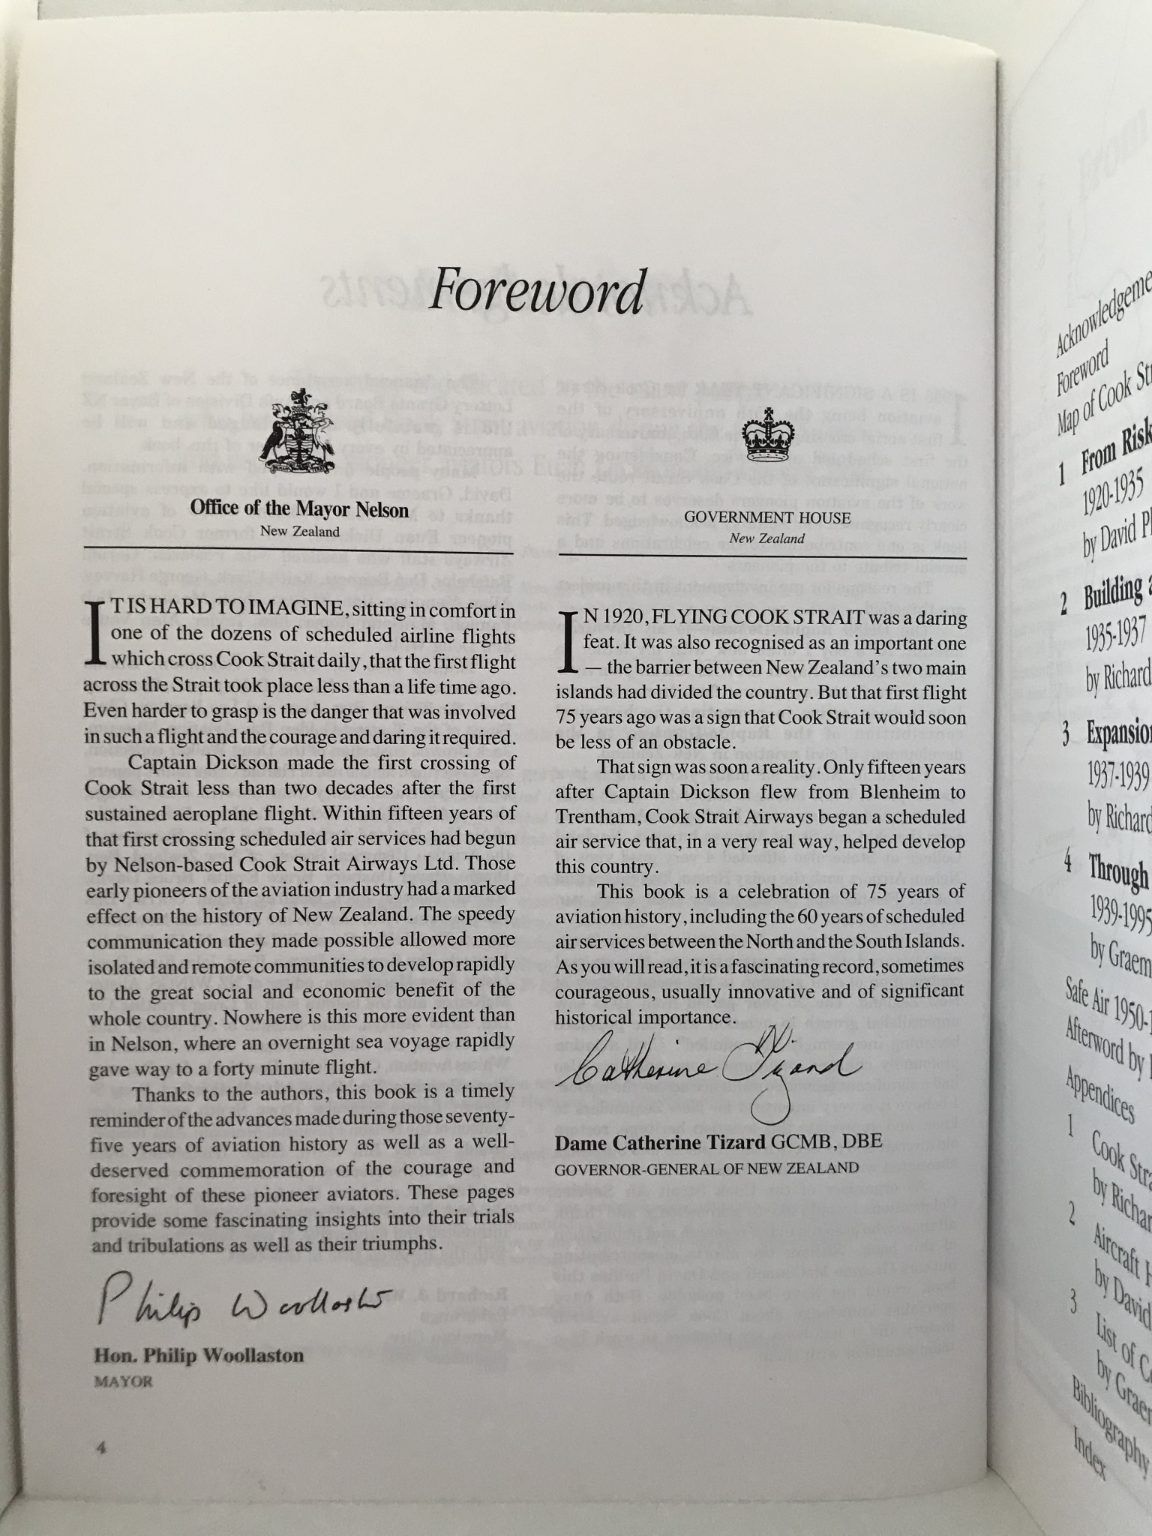 Foreword
Office of the Mayor Nelson
New Zealand
IT IS HARD TO IMAGINE, sitting in comfort in
one of the dozens of scheduled airline flights
which cross Cook Strait daily, that the first flight
across the Strait took place less than a life time ago.
Even harder to grasp is the danger that was involved
in such a flight and the courage and daring it required.
Captain Dickson made the first crossing of
Cook Strait less than two decades after the first
sustained aeroplane flight. Within fifteen years of
that first crossing scheduled air services had begun
by Nelson-based Cook Strait Airways Ltd. Those
early pioneers of the aviation industry had a marked
effect on the history of New Zealand. The speedy
communication they made possible allowed more
isolated and remote communities to develop rapidly
to the great social and economic benefit of the
whole country. Nowhere is this more evident than
in Nelson, where an overnight sea voyage rapidly
gave way to a forty minute flight.
Thanks to the authors, this book is a timely
reminder of the advances made during those seventy-
five years of aviation history as well as a well-
deserved commemoration of the courage and
foresight of these pioneer aviators. These pages
provide some fascinating insights into their trials
and tribulations as well as their triumphs.
Philip Woollaston
Hon. Philip Woollaston
MAYOR
4
GOVERNMENT HOUSE
New Zealand
IN 1920, FLYING COOK STRAIT was a daring
feat. It was also recognised as an important one
— the barrier between New Zealand's two main
islands had divided the country. But that first flight
75 years ago was a sign that Cook Strait would soon
be less of an obstacle.
That sign was soon a reality. Only fifteen years
after Captain Dickson flew from Blenheim to
Trentham, Cook Strait Airways began a scheduled
air service that, in a very real way, helped develop
this country.
This book is a celebration of 75 years of
aviation history, including the 60 years of scheduled
air services between the North and the South Islands.
As you will read, it is a fascinating record, sometimes
courageous, usually innovative and of significant
historical importance.
Catherine Tizard
Dame Catherine Tizard GCMB, DBE
GOVERNOR-GENERAL OF NEW ZEALAND
Acknowledgeme
Foreword
Map of Cook Str
1 From Risk
1920-1935
by David P
2 Building a
1935-1937
by Richard
3 Expansion
1937-1939
by Richard
4 Through
1939-1995
by Graem
Safe Air 1950-
Afterword by
Appendices
1 Cook Stra
by Richar
2 Aircraft H
by David
3 List of C
by Graem
Bibliography
Index